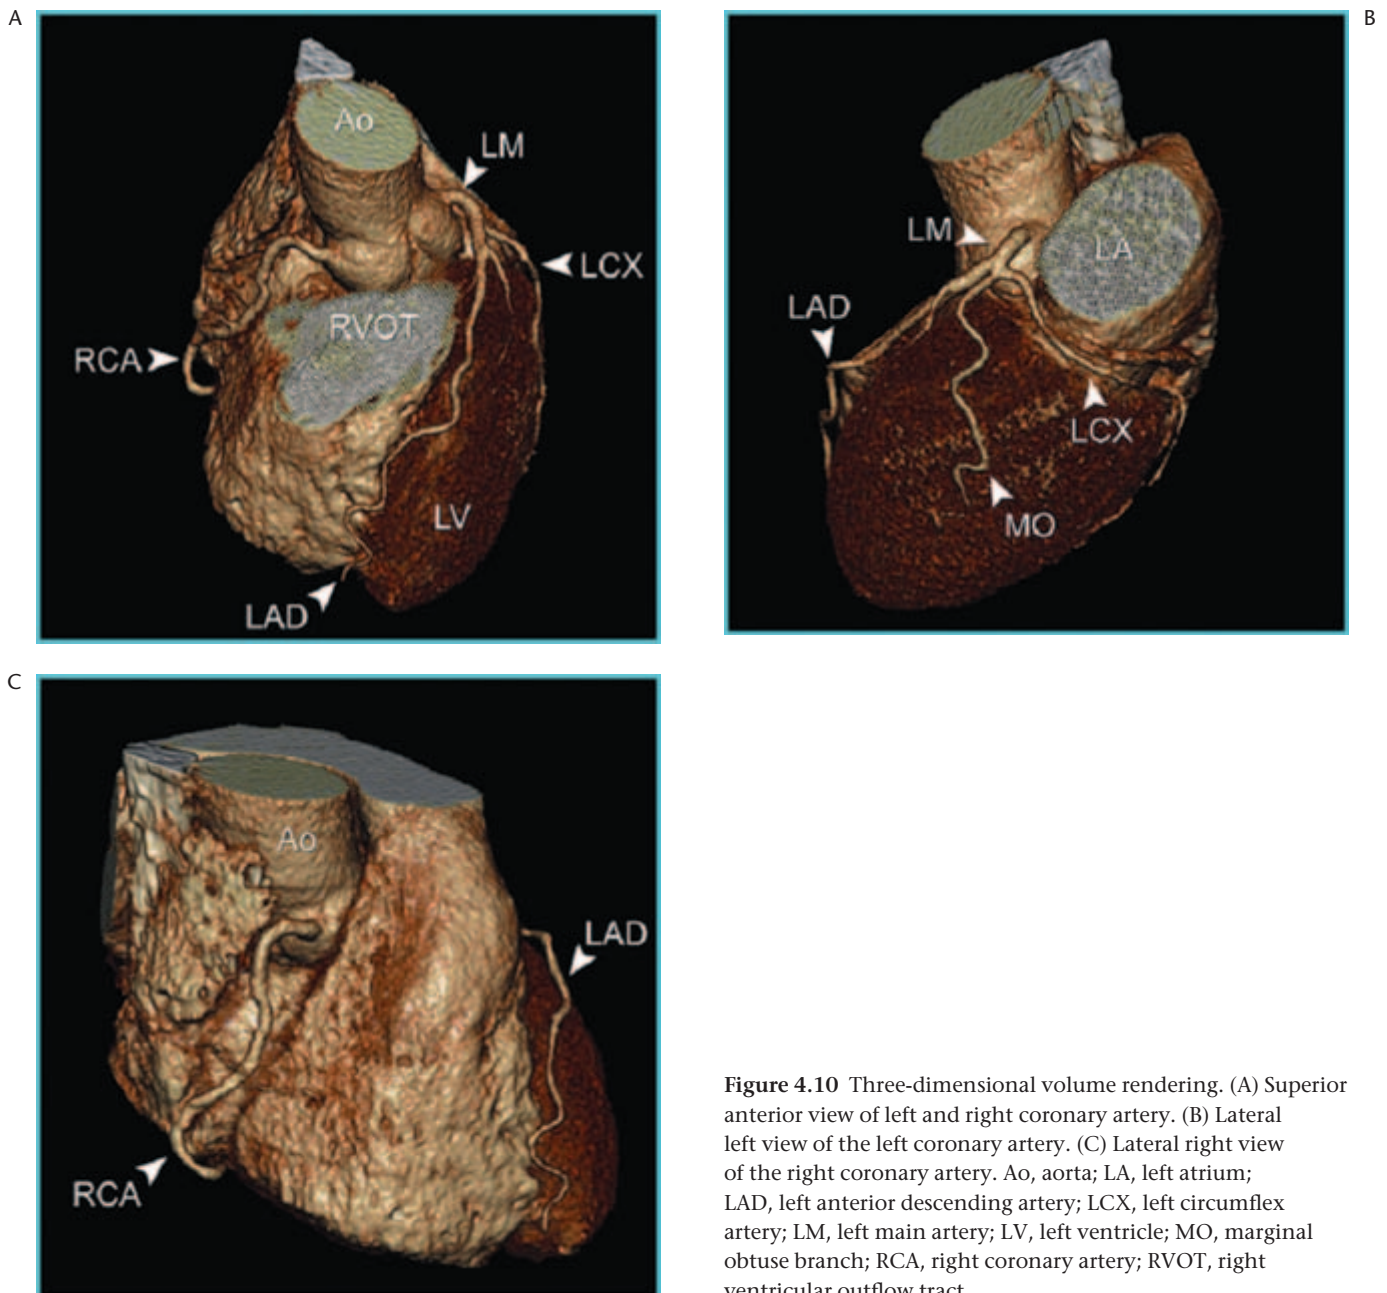 A
Ao
LM
LCX
RVOT
RCA
LV
LAD
B
LM
LA
LAD
LCX
MO
C
Ao
LAD
RCA
Figure 4.10 Three-dimensional volume rendering. (A) Superior
anterior view of left and right coronary artery. (B) Lateral
left view of the left coronary artery. (C) Lateral right view
of the right coronary artery. Ao, aorta; LA, left atrium;
LAD, left anterior descending artery; LCX, left circumflex
artery; LM, left main artery; LV, left ventricle; MO, marginal
obtuse branch; RCA, right coronary artery; RVOT, right
ventricular outflow tract